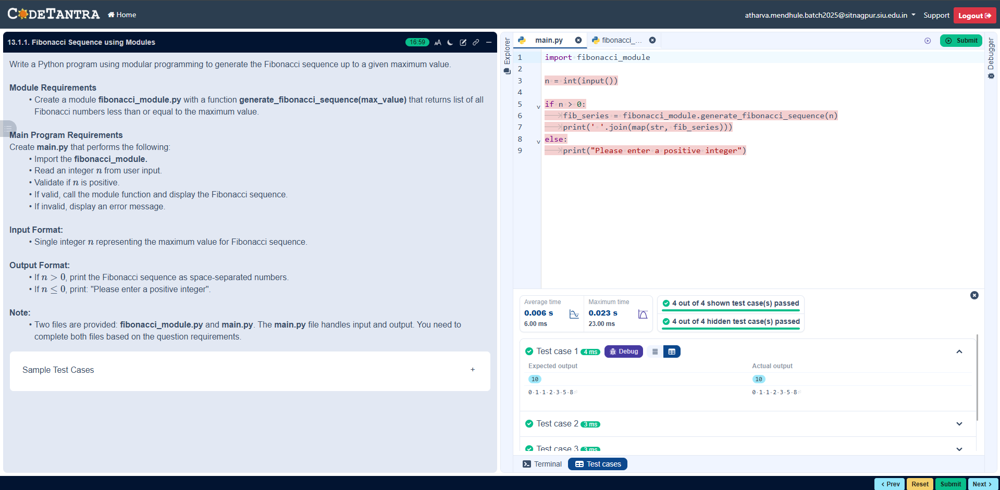 CODETANTRA Home
atharva.mendhule.batch2025@sitnagpur.siu.edu.in Support Logout
13.1.1. Fibonacci Sequence using Modules 16:59 AA
Write a Python program using modular programming to generate the Fibonacci sequence up to a given maximum value.
Module Requirements
• Create a module fibonacci_module.py with a function generate_fibonacci_sequence(max_value) that returns list of all
Fibonacci numbers less than or equal to the maximum value.
Main Program Requirements
Create main.py that performs the following:
• Import the fibonacci_module.
• Read an integer n from user input.
• Validate if n is positive.
• If valid, call the module function and display the Fibonacci sequence.
• If invalid, display an error message.
Input Format:
• Single integer n representing the maximum value for Fibonacci sequence.
Output Format:
• If n > 0, print the Fibonacci sequence as space-separated numbers.
• If n ≤ 0, print: "Please enter a positive integer".
Note:
• Two files are provided: fibonacci_module.py and main.py. The main.py file handles input and output. You need to
complete both files based on the question requirements.
Sample Test Cases +
Explorer
main.py fibonacci_... Submit
Debugger
1 import fibonacci_module
2
3 n = int(input())
4
5 if n > 0:
6 fib_series = fibonacci_module.generate_fibonacci_sequence(n)
7 print(' '.join(map(str, fib_series)))
8 else:
9 print("Please enter a positive integer")
Average time Maximum time
0.006 s 0.023 s
6.00 ms 23.00 ms
4 out of 4 shown test case(s) passed
4 out of 4 hidden test case(s) passed
Test case 1 4 ms Debug
Expected output Actual output
10 10
0·1·1·2·3·5·8 0·1·1·2·3·5·8
Test case 2 3 ms
Test case 3 3 ms
Terminal Test cases
< Prev Reset Submit Next >